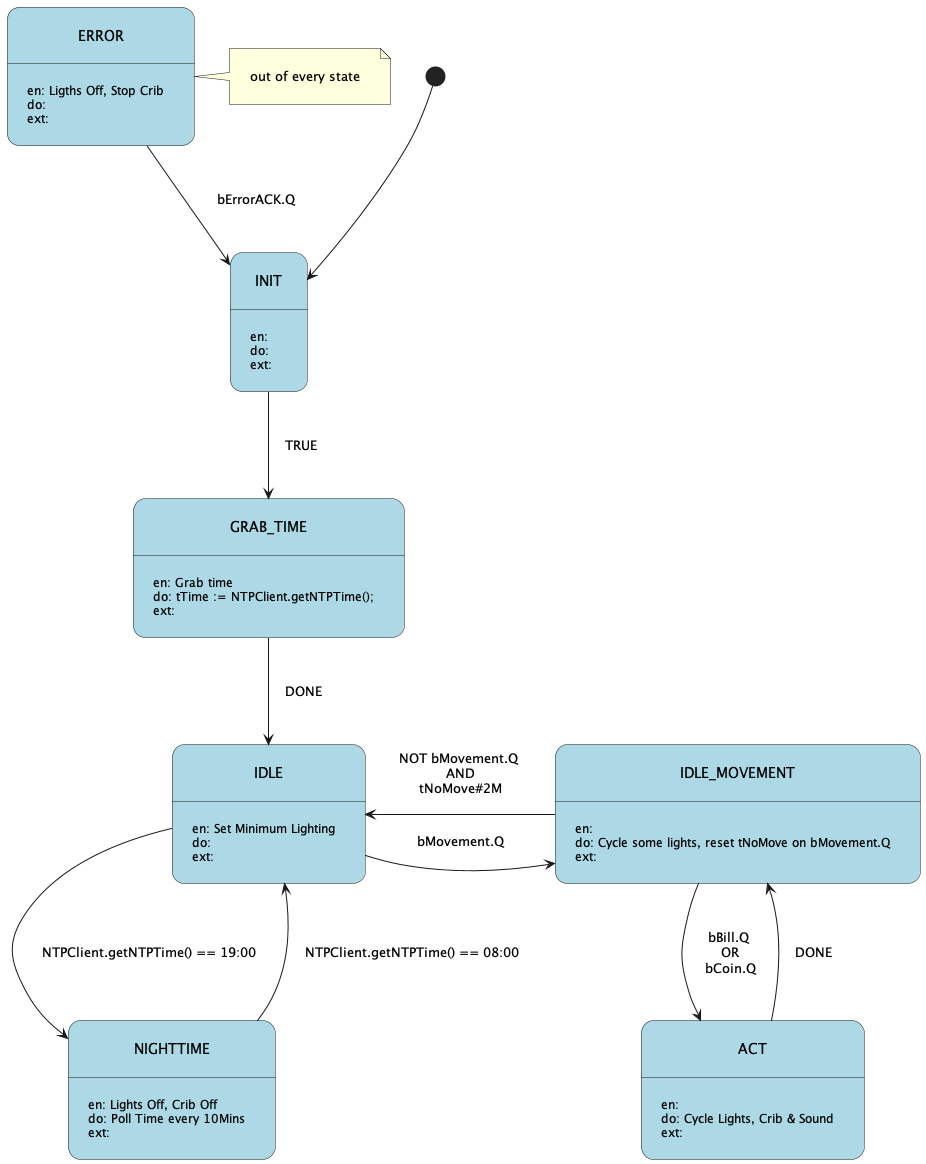 ERROR
en: Ligths Off, Stop Crib
do:
ext:
out of every state
bErrorACK.Q
INIT
en:
do:
ext:
TRUE
GRAB_TIME
en: Grab time
do: tTime := NTPClient.getNTPTime();
ext:
DONE
IDLE
en: Set Minimum Lighting
do:
ext:
NOT bMovement.Q
AND
tNoMove#2M
bMovement.Q
IDLE_MOVEMENT
en:
do: Cycle some lights, reset tNoMove on bMovement.Q
ext:
NTPClient.getNTPTime() == 19:00
NTPClient.getNTPTime() == 08:00
bBill.Q
OR
bCoin.Q
DONE
NIGHTTIME
en: Lights Off, Crib Off
do: Poll Time every 10Mins
ext:
ACT
en:
do: Cycle Lights, Crib & Sound
ext: